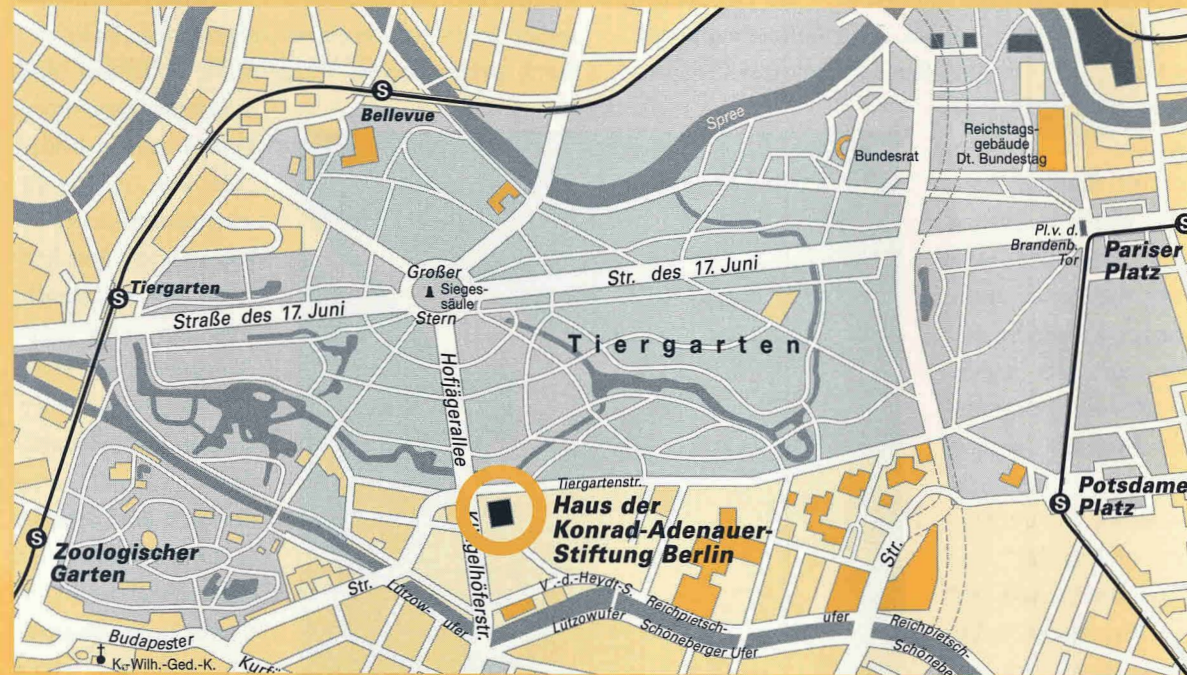 S
Bellevue
Spree
Bundesrat
Reichstags-
gebäude
Dt. Bundestag
Pl. v. d.
Brandenb.
Tor
S
Pariser
Platz
S
Tiergarten
Großer
Sieges-
säule
Stern
Str. des 17. Juni
Straße des 17. Juni
Tiergarten
Hofjägerallee
Tiergartenstr.
Haus der
Konrad-Adenauer-
Stiftung Berlin
S
Potsdame
Platz
S
Zoologischer
Garten
Str.
Lützow-
ufer
V.-d.-Heydt-S.
Reichpietsch-
ufer
Str.
Lützowufer
Schöneberger Ufer
Reichpietsch-
Schönebe
Budapester
K.-Wilh.-Ged.-K.